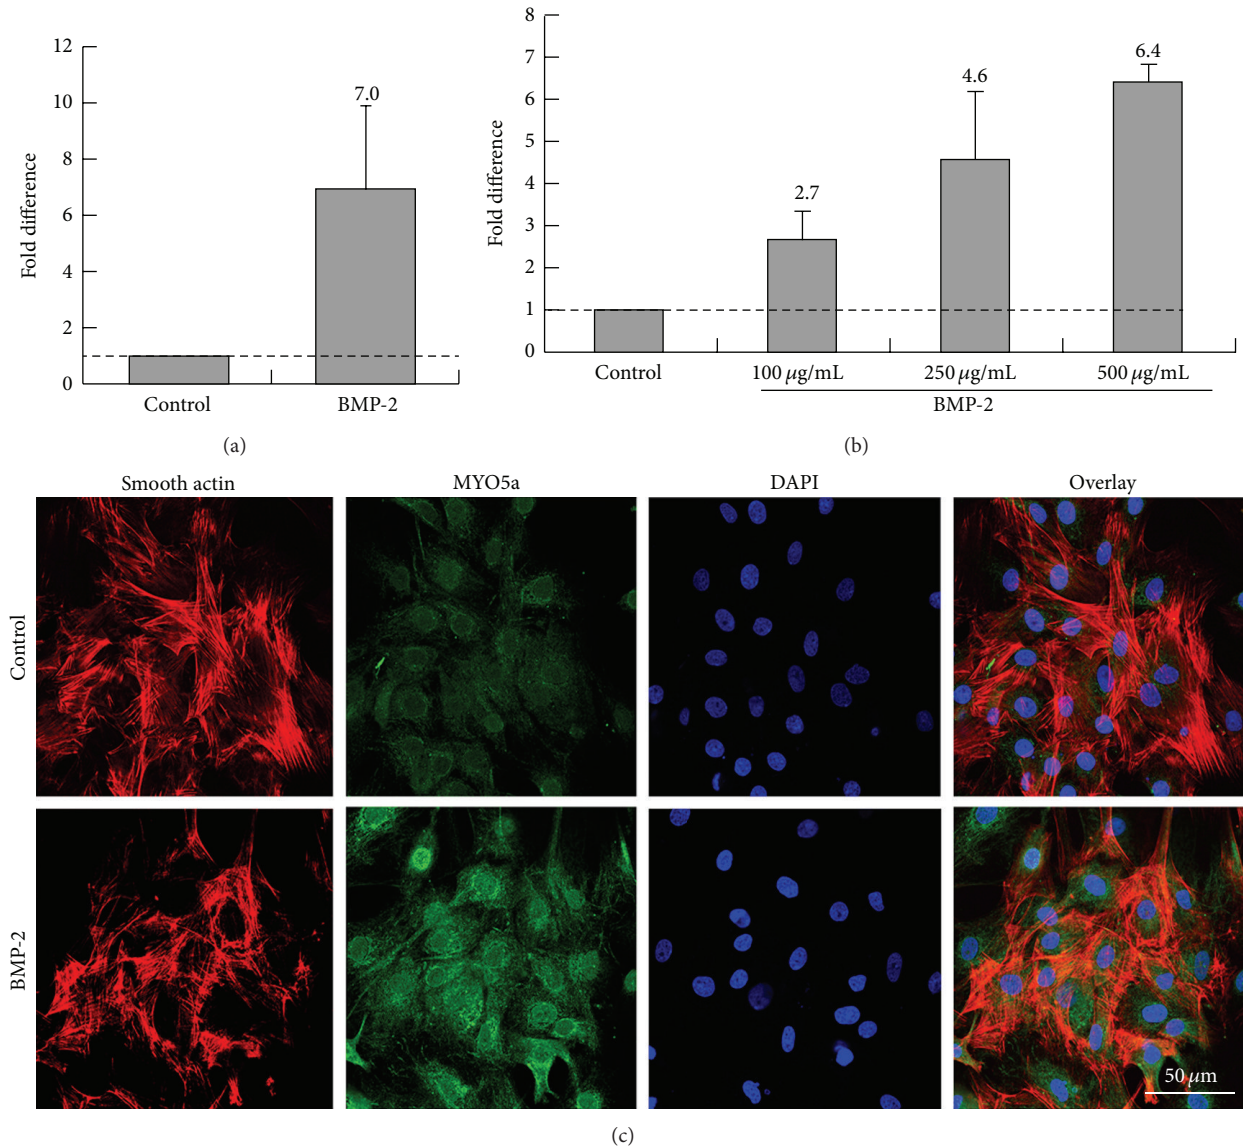 Fold difference
12
10
8
6
4
2
0
7.0
Control
BMP-2
(a)
Fold difference
8
7
6
5
4
3
2
1
0
2.7
4.6
6.4
Control
100 μg/mL
250 μg/mL
500 μg/mL
BMP-2
(b)
Smooth actin
MYO5a
DAPI
Overlay
Control
BMP-2
50 μm
(c)